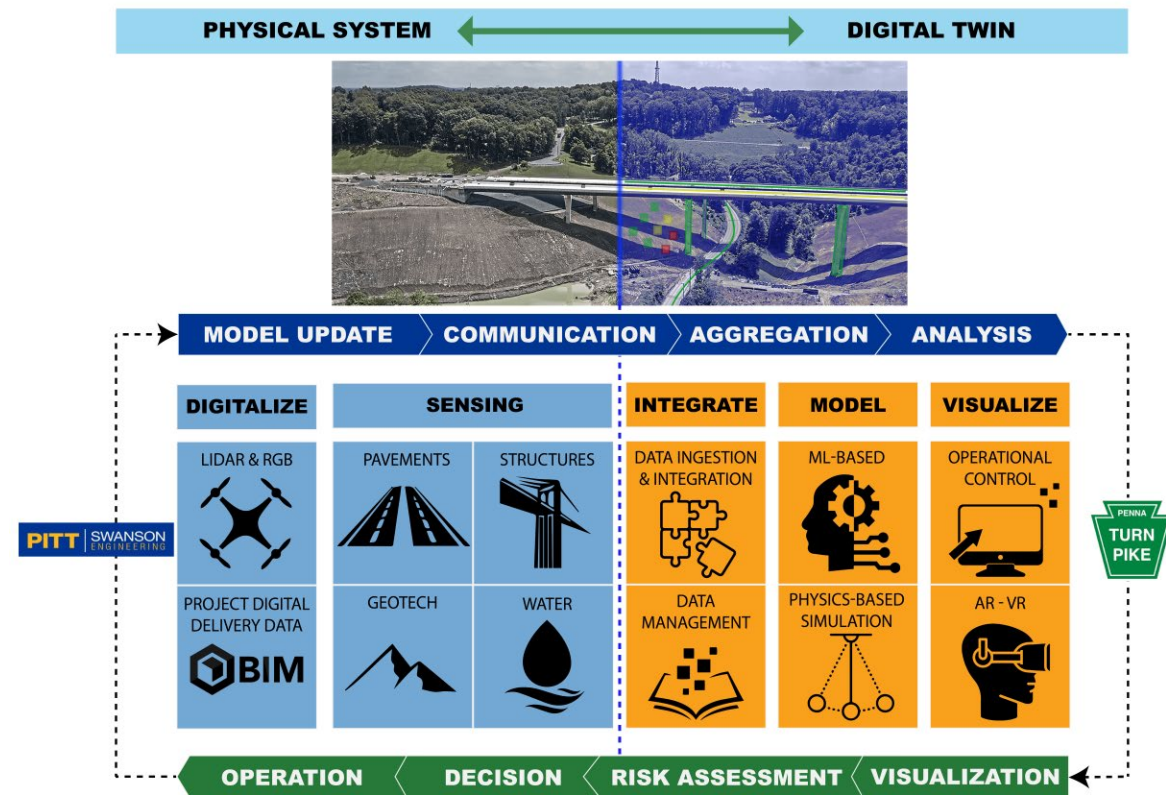 PHYSICAL SYSTEM
DIGITAL TWIN
MODEL UPDATE
COMMUNICATION
AGGREGATION
ANALYSIS
DIGITALIZE
SENSING
INTEGRATE
MODEL
VISUALIZE
LIDAR & RGB
PAVEMENTS
STRUCTURES
DATA INGESTION
& INTEGRATION
ML-BASED
OPERATIONAL
CONTROL
PITT
SWANSON
ENGINEERING
PENNA
TURN
PIKE
PROJECT DIGITAL
DELIVERY DATA
BIM
GEOTECH
WATER
DATA
MANAGEMENT
PHYSICS-BASED
SIMULATION
AR - VR
OPERATION
DECISION
RISK ASSESSMENT
VISUALIZATION